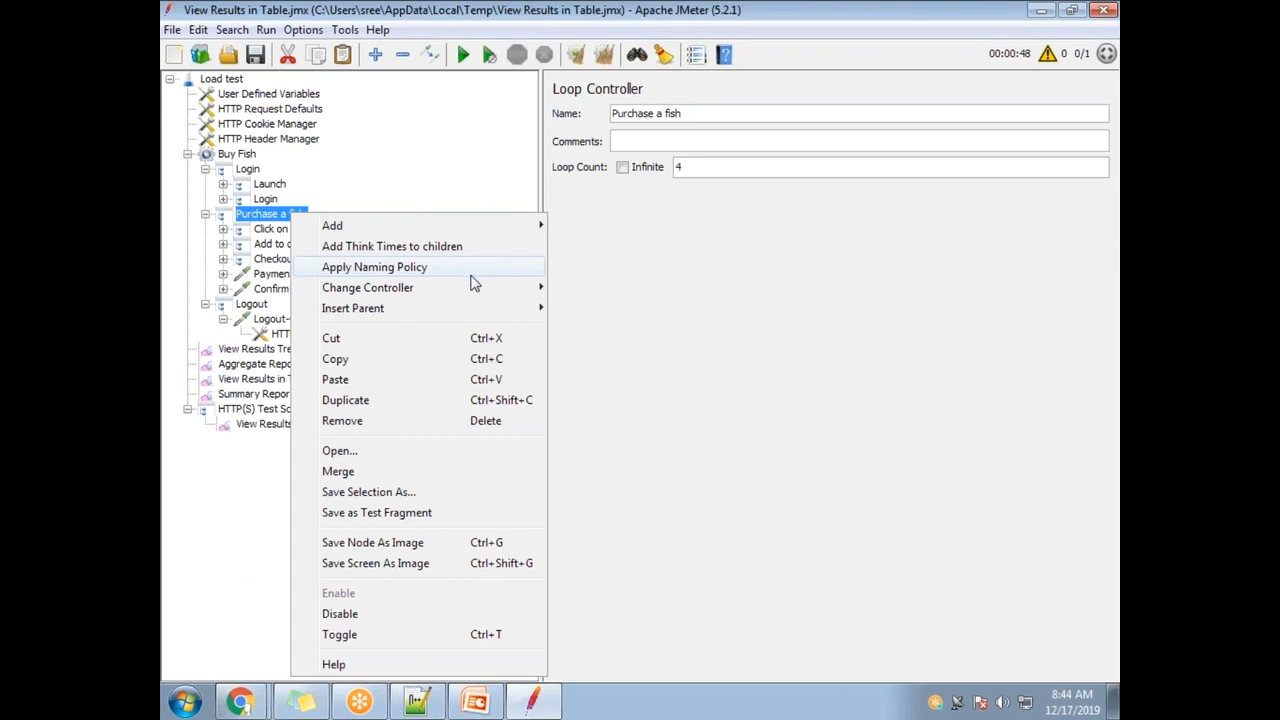 View Results in Table.jmx (C:\Users\sree\AppData\Local\Temp\View Results in Table.jmx) - Apache JMeter (5.2.1)
File Edit Search Run Options Tools Help
00:00:48 0 0/1
Load test
User Defined Variables
HTTP Request Defaults
HTTP Cookie Manager
HTTP Header Manager
Buy Fish
Login
Launch
Login
Purchase a
Click on
Add to
Checkou
Paymen
Confirm
Logout
Logout-
HTT
View Results Tre
Aggregate Repo
View Results in T
Summary Repor
HTTP(S) Test Sc
View Results
Loop Controller
Name: Purchase a fish
Comments:
Loop Count: Infinite 4
Add
Add Think Times to children
Apply Naming Policy
Change Controller
Insert Parent
Cut Ctrl+X
Copy Ctrl+C
Paste Ctrl+V
Duplicate Ctrl+Shift+C
Remove Delete
Open...
Merge
Save Selection As...
Save as Test Fragment
Save Node As Image Ctrl+G
Save Screen As Image Ctrl+Shift+G
Enable
Disable
Toggle Ctrl+T
Help
8:44 AM
12/17/2019